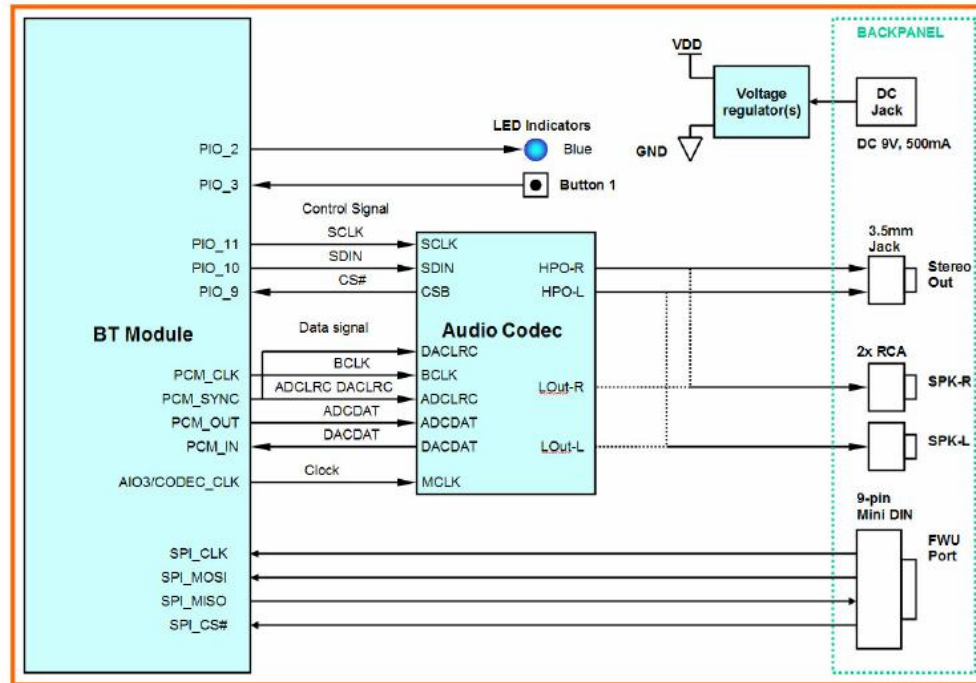 BACKPANEL
VDD
Voltage
regulator(s)
DC
Jack
DC 9V, 500mA
GND
LED Indicators
PIO_2
Blue
PIO_3
Button 1
Control Signal
SCLK
PIO_11
SCLK
SDIN
PIO_10
SDIN
HPO-R
CS#
PIO_9
CSB
HPO-L
3.5mm
Jack
Stereo
Out
BT Module
Data signal
Audio Codec
DACLRC
BCLK
PCM_CLK
BCLK
ADCLRC DACLRC
PCM_SYNC
ADCLRC
LOut-R
ADCDAT
PCM_OUT
ADCDAT
DACDAT
PCM_IN
DACDAT
LOut-L
2x RCA
SPK-R
SPK-L
Clock
AIO3/CODEC_CLK
MCLK
9-pin
Mini DIN
FWU
Port
SPI_CLK
SPI_MOSI
SPI_MISO
SPI_CS#